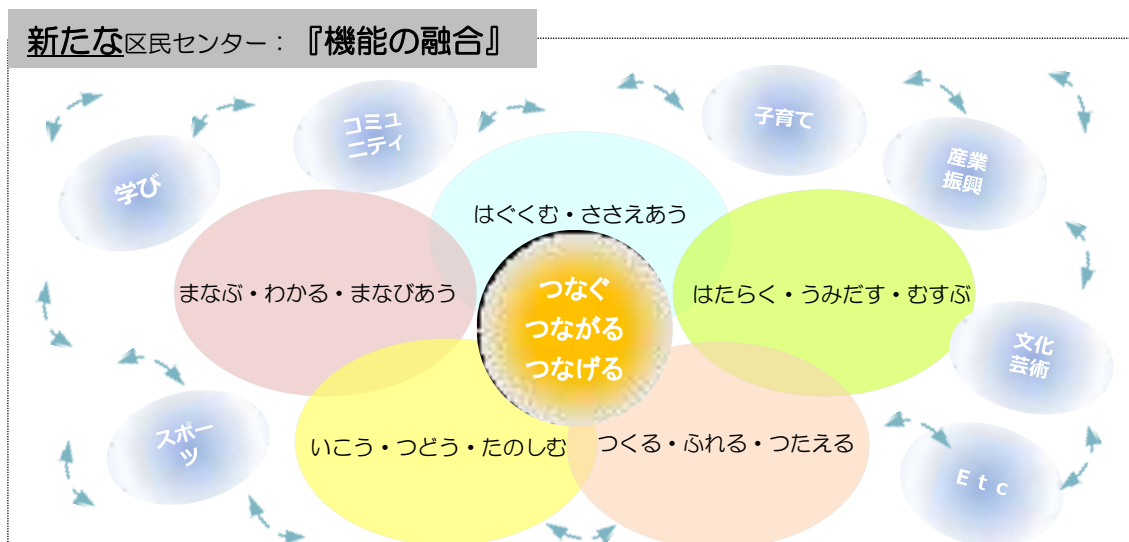 新たな区民センター：『機能の融合』
コミュ
ニティ
子育て
産業
振興
学び
はぐくむ・ささえあう
まなぶ・わかる・まなびあう
つなぐ
つながる
つなげる
はたらく・うみだす・むすぶ
文化
芸術
スポー
ツ
いこう・つどう・たのしむ
つくる・ふれる・つたえる
Ｅｔｃ